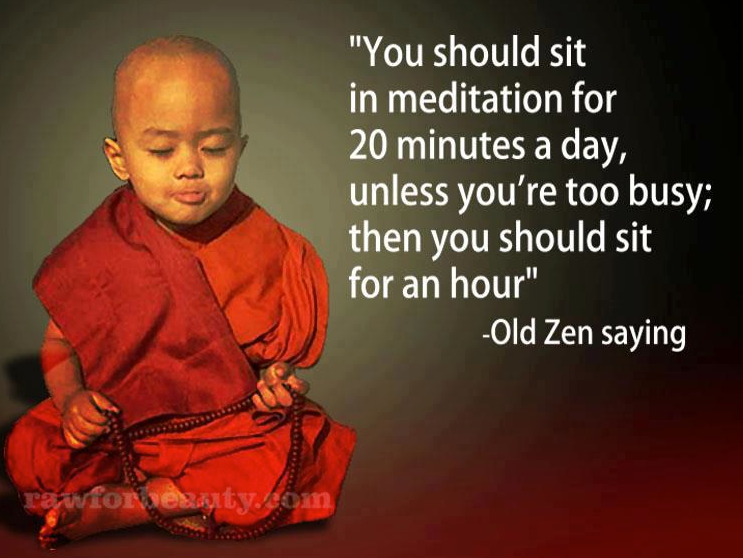 "You should sit
in meditation for
20 minutes a day,
unless you’re too busy;
then you should sit
for an hour"
-Old Zen saying
rawforbeauty.com